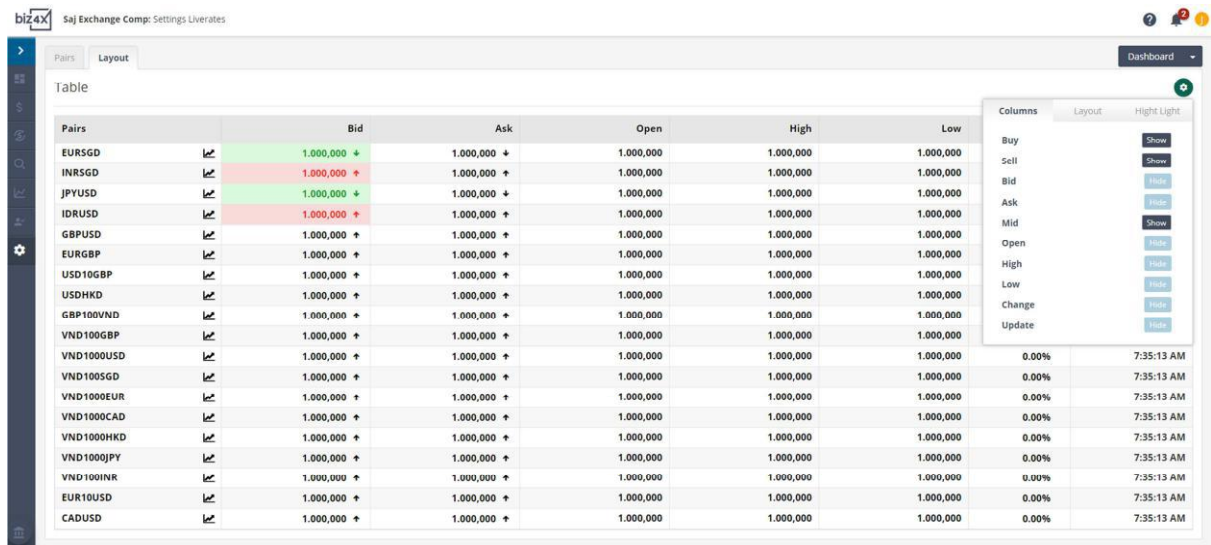 biz4x Saj Exchange Comp: Settings Liverates ? 2
Pairs Layout Dashboard
Table
Columns Layout Hight Light
Pairs Bid Ask Open High Low
Buy Show
Sell Show
Bid Hide
Ask Hide
Mid Show
Open Hide
High Hide
Low Hide
Change Hide
Update Hide
EURSGD 1.000,000 ↓ 1.000,000 ↓ 1.000,000 1.000,000 1.000,000
INRSGD 1.000,000 ↑ 1.000,000 ↑ 1.000,000 1.000,000 1.000,000
JPYUSD 1.000,000 ↓ 1.000,000 ↓ 1.000,000 1.000,000 1.000,000
IDRUSD 1.000,000 ↑ 1.000,000 ↑ 1.000,000 1.000,000 1.000,000
GBPUSD 1.000,000 ↑ 1.000,000 ↑ 1.000,000 1.000,000 1.000,000
EURGBP 1.000,000 ↑ 1.000,000 ↑ 1.000,000 1.000,000 1.000,000
USD10GBP 1.000,000 ↑ 1.000,000 ↑ 1.000,000 1.000,000 1.000,000
USDHKD 1.000,000 ↑ 1.000,000 ↑ 1.000,000 1.000,000 1.000,000
GBP100VND 1.000,000 ↑ 1.000,000 ↑ 1.000,000 1.000,000 1.000,000
VND100GBP 1.000,000 ↑ 1.000,000 ↑ 1.000,000 1.000,000 1.000,000
VND1000USD 1.000,000 ↑ 1.000,000 ↑ 1.000,000 1.000,000 1.000,000 0.00% 7:35:13 AM
VND100SGD 1.000,000 ↑ 1.000,000 ↑ 1.000,000 1.000,000 1.000,000 0.00% 7:35:13 AM
VND1000EUR 1.000,000 ↑ 1.000,000 ↑ 1.000,000 1.000,000 1.000,000 0.00% 7:35:13 AM
VND1000CAD 1.000,000 ↑ 1.000,000 ↑ 1.000,000 1.000,000 1.000,000 0.00% 7:35:13 AM
VND1000HKD 1.000,000 ↑ 1.000,000 ↑ 1.000,000 1.000,000 1.000,000 0.00% 7:35:13 AM
VND1000JPY 1.000,000 ↑ 1.000,000 ↑ 1.000,000 1.000,000 1.000,000 0.00% 7:35:13 AM
VND100INR 1.000,000 ↑ 1.000,000 ↑ 1.000,000 1.000,000 1.000,000 0.00% 7:35:13 AM
EUR10USD 1.000,000 ↑ 1.000,000 ↑ 1.000,000 1.000,000 1.000,000 0.00% 7:35:13 AM
CADUSD 1.000,000 ↑ 1.000,000 ↑ 1.000,000 1.000,000 1.000,000 0.00% 7:35:13 AM